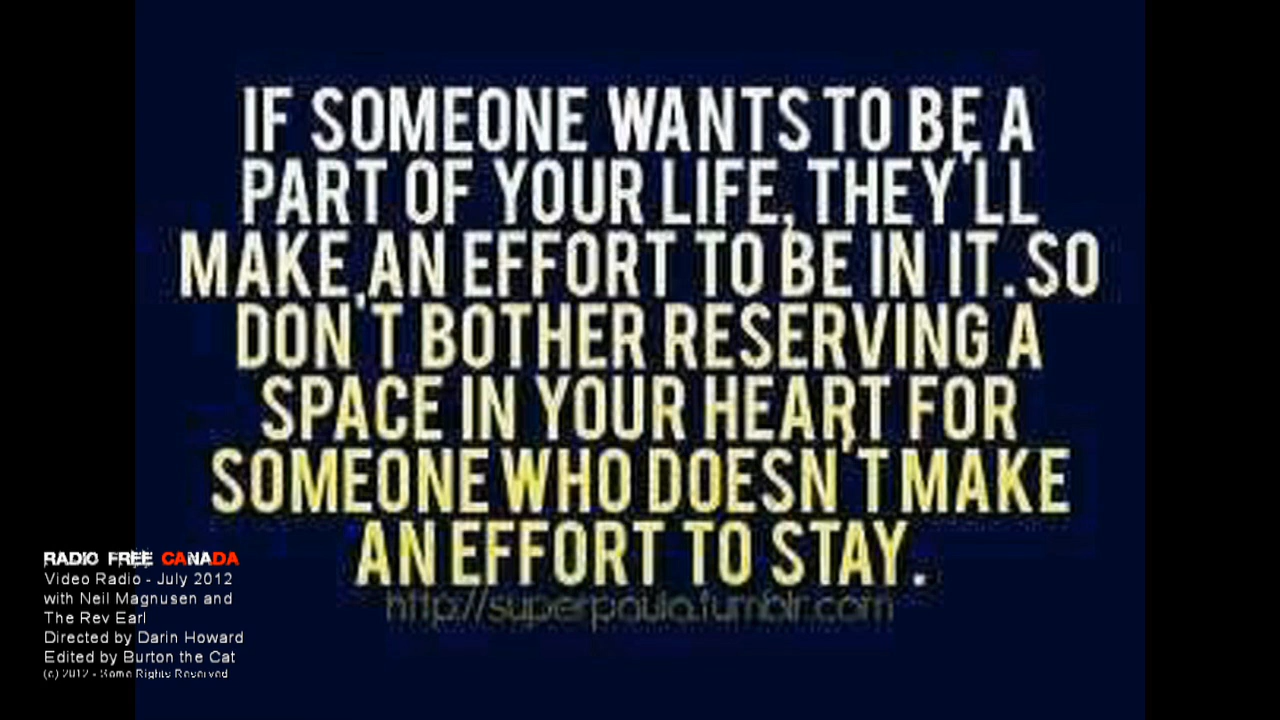 IF SOMEONE WANTS TO BE A
PART OF YOUR LIFE, THEY'LL
MAKE AN EFFORT TO BE IN IT. SO
DON'T BOTHER RESERVING A
SPACE IN YOUR HEART FOR
SOMEONE WHO DOESN'T MAKE
AN EFFORT TO STAY.
http://superpaula.tumblr.com
RADIO FREE CANADA
Video Radio - July 2012
with Neil Magnusen and
The Rev Earl
Directed by Darin Howard
Edited by Burton the Cat
(c) 2012 - Some Rights Reserved